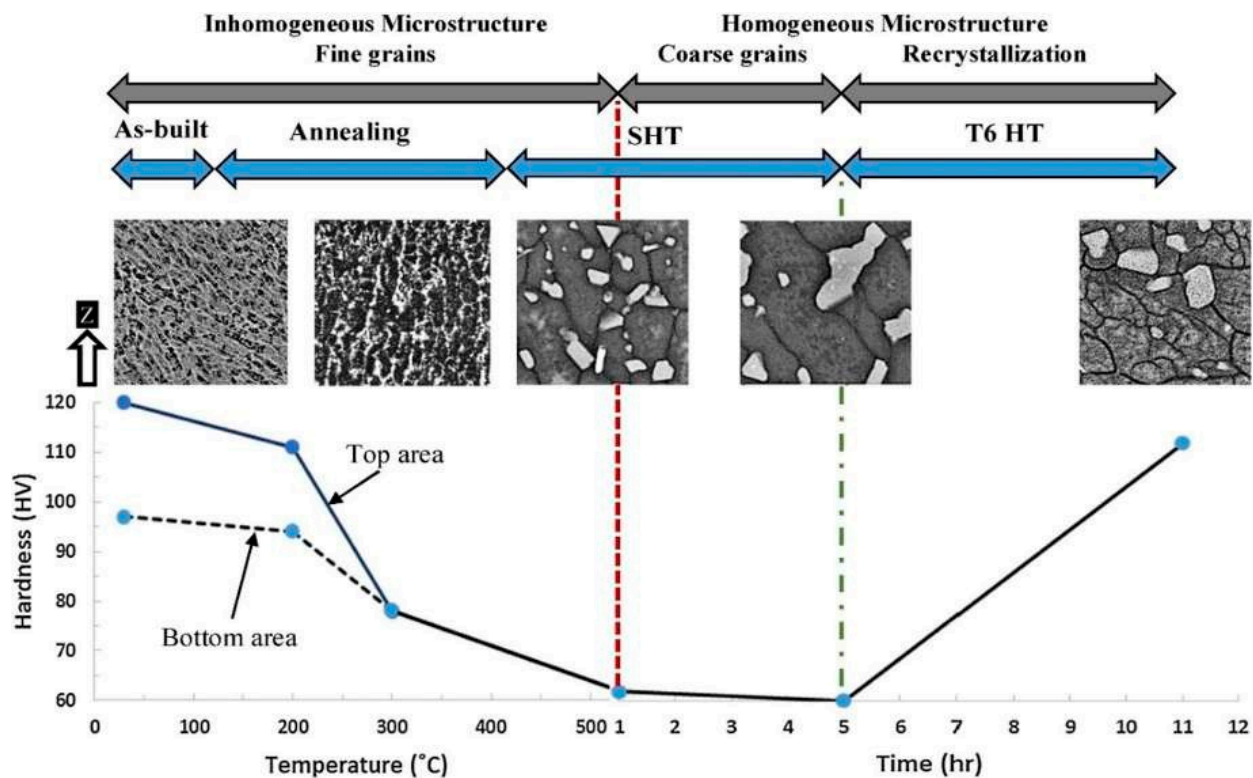 Inhomogeneous Microstructure
Fine grains
Homogeneous Microstructure
Coarse grains
Recrystallization
As-built
Annealing
SHT
T6 HT
Z
120
110
100
90
80
70
60
Hardness (HV)
Top area
Bottom area
0 100 200 300 400 500 1 2 3 4 5 6 7 8 9 10 11 12
Temperature (˚C)
Time (hr)